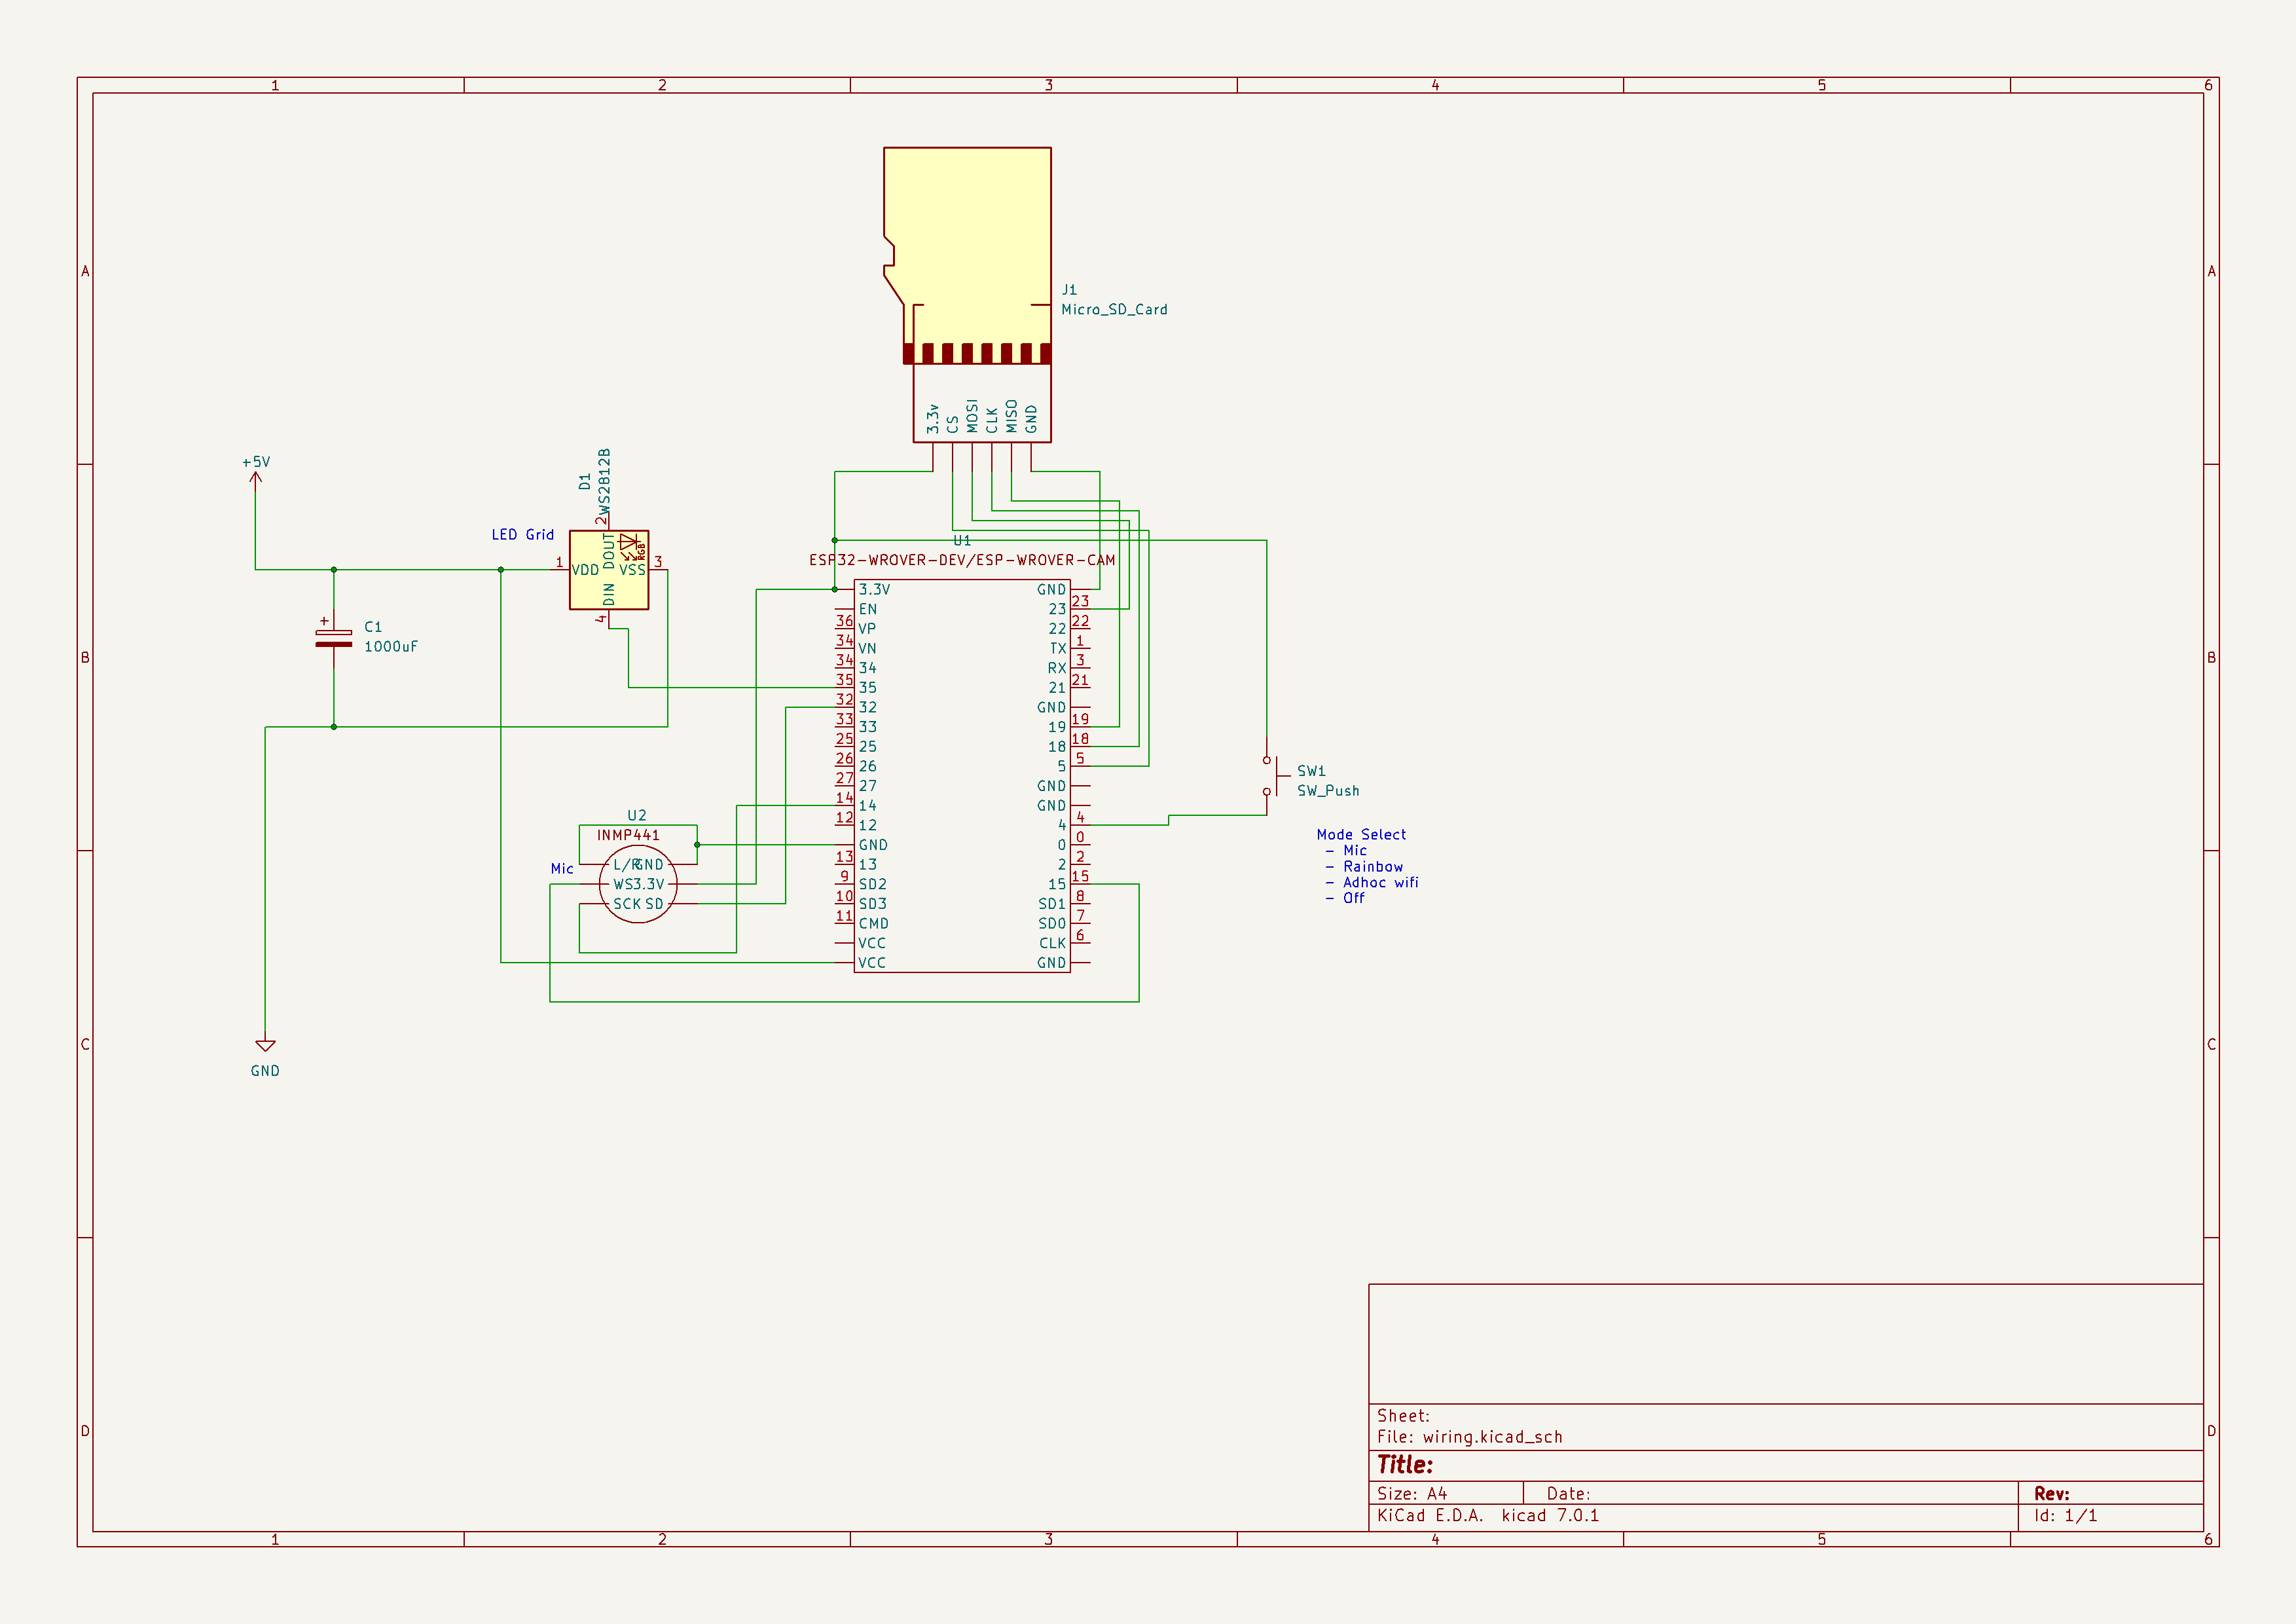 1 2 3 4 5 6
A A
J1
Micro_SD_Card
3.3v
CS
MOSI
CLK
MISO
GND
+5V
D1
WS2812B
LED Grid
2
1
VDD
DOUT
RGB
VSS
3
DIN
4
C1
1000uF
U1
ESP32-WROVER-DEV/ESP-WROVER-CAM
3.3V GND
EN 23 23
36 VP 22 22
34 VN TX 1
34 34 RX 3
35 35 21 21
32 32 GND
33 33 19 19
25 25 18 18
26 26 5 5
27 27 GND
14 14 GND
12 12 4 4
GND 0 0
13 13 2 2
9 SD2 15 15
10 SD3 SD1 8
11 CMD SD0 7
VCC CLK 6
VCC GND
B B
SW1
SW_Push
U2
INMP441
Mic
L/R GND
WS 3.3V
SCK SD
Mode Select
- Mic
- Rainbow
- Adhoc wifi
- Off
GND
C C
D D
Sheet:
File: wiring.kicad_sch
Title:
Size: A4 Date: Rev:
KiCad E.D.A. kicad 7.0.1 Id: 1/1
1 2 3 4 5 6